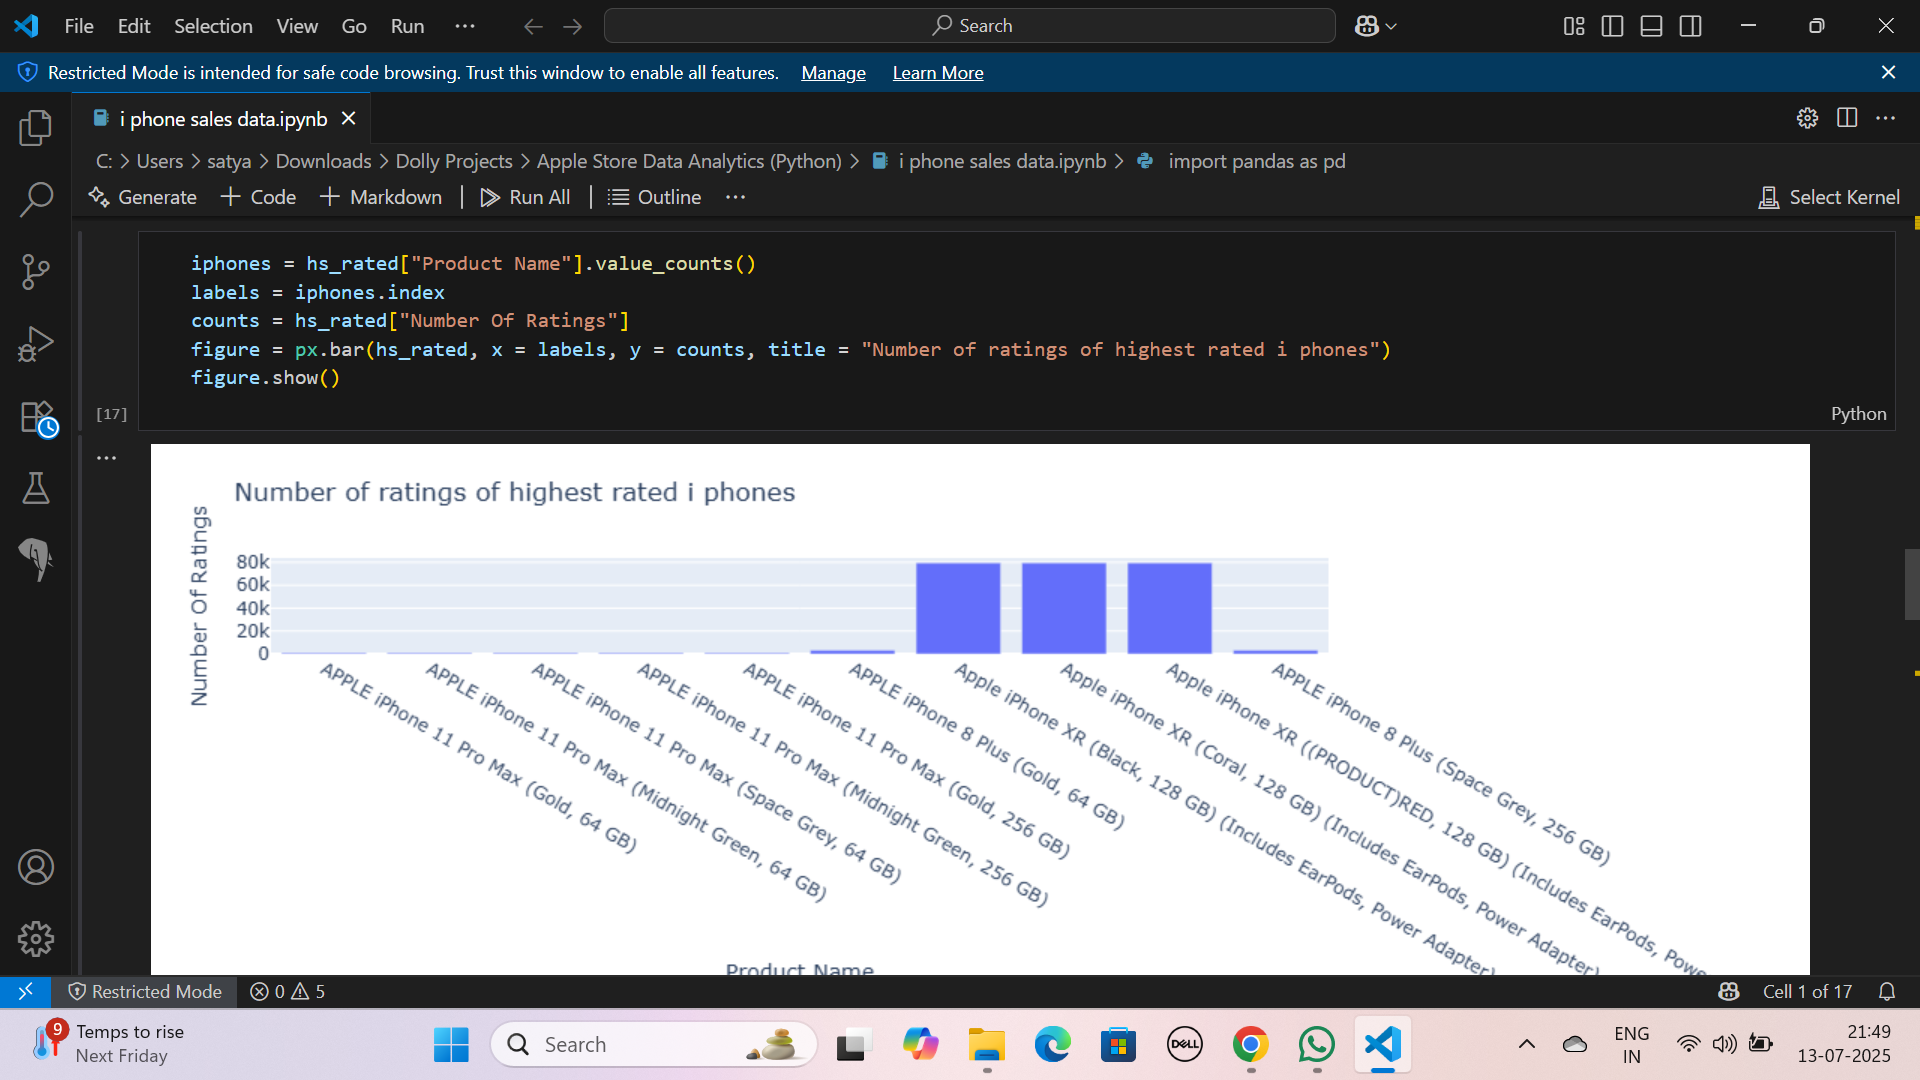 File Edit Selection View Go Run ··· Search
Restricted Mode is intended for safe code browsing. Trust this window to enable all features. Manage Learn More
i phone sales data.ipynb
C: > Users > satya > Downloads > Dolly Projects > Apple Store Data Analytics (Python) > i phone sales data.ipynb > import pandas as pd
Generate + Code + Markdown | Run All | Outline ··· Select Kernel
iphones = hs_rated["Product Name"].value_counts()
labels = iphones.index
counts = hs_rated["Number Of Ratings"]
figure = px.bar(hs_rated, x = labels, y = counts, title = "Number of ratings of highest rated i phones")
figure.show()
[17] Python
Number of ratings of highest rated i phones
Number Of Ratings
80k
60k
40k
20k
0
APPLE iPhone 11 Pro Max (Gold, 64 GB)
APPLE iPhone 11 Pro Max (Midnight Green, 64 GB)
APPLE iPhone 11 Pro Max (Space Grey, 64 GB)
APPLE iPhone 11 Pro Max (Midnight Green, 256 GB)
APPLE iPhone 11 Pro Max (Gold, 256 GB)
APPLE iPhone 8 Plus (Gold, 64 GB)
Apple iPhone XR (Black, 128 GB) (Includes EarPods, Power Adapter)
Apple iPhone XR (Coral, 128 GB) (Includes EarPods, Power Adapter)
Apple iPhone XR ((PRODUCT)RED, 128 GB) (Includes EarPods, Powe
APPLE iPhone 8 Plus (Space Grey, 256 GB)
Product Name
Restricted Mode 0 5 Cell 1 of 17
9 Temps to rise
Next Friday
Search
DELL
ENG
IN
21:49
13-07-2025